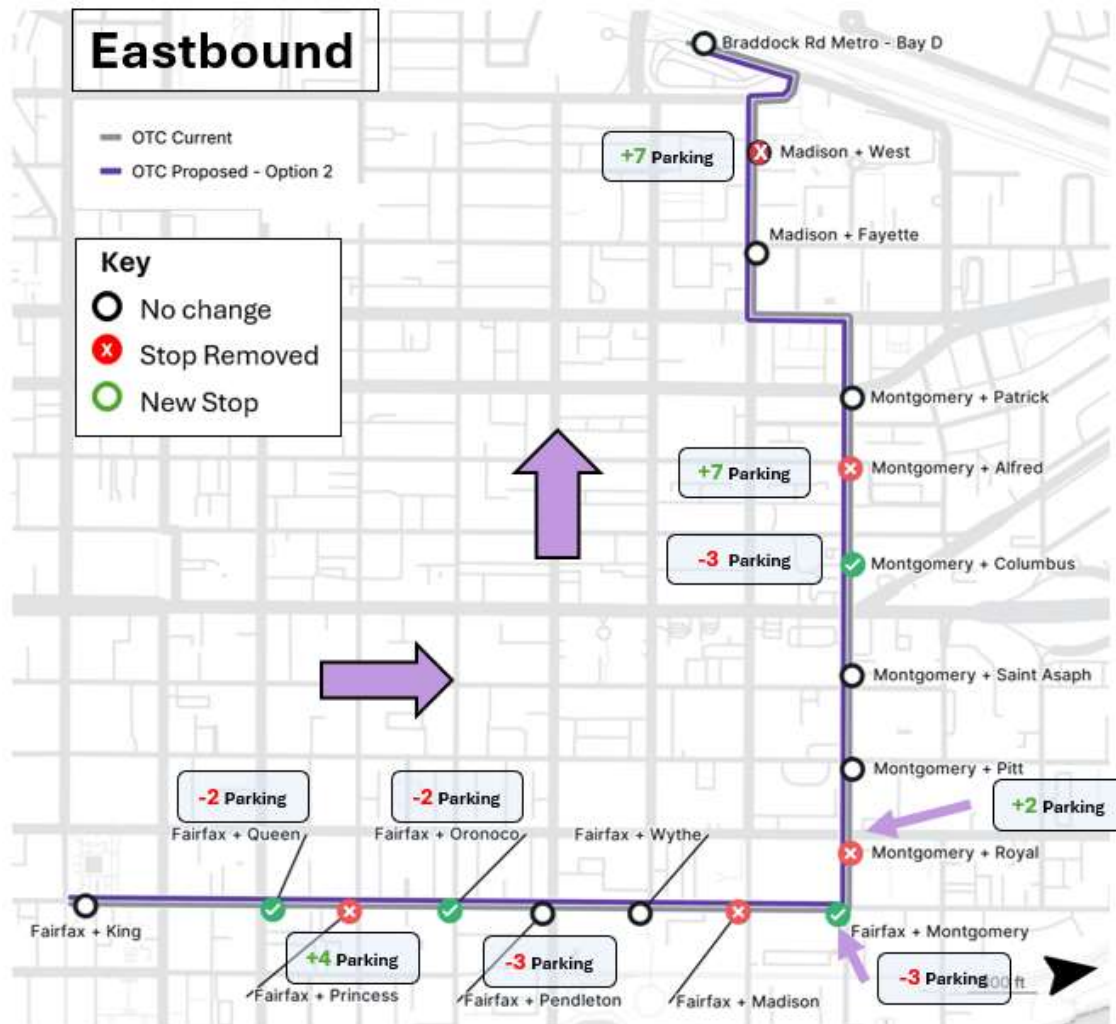 Eastbound
Braddock Rd Metro - Bay D
OTC Current
OTC Proposed - Option 2
+7 Parking
X
Madison + West
Madison + Fayette
Key
No change
X
Stop Removed
New Stop
Montgomery + Patrick
+7 Parking
Montgomery + Alfred
-3 Parking
Montgomery + Columbus
Montgomery + Saint Asaph
Montgomery + Pitt
+2 Parking
Montgomery + Royal
-2 Parking
-2 Parking
Fairfax + Queen
Fairfax + Oronoco
Fairfax + Wythe
Fairfax + King
Fairfax + Montgomery
+4 Parking
-3 Parking
-3 Parking
Fairfax + Princess
Fairfax + Pendleton
Fairfax + Madison
ft